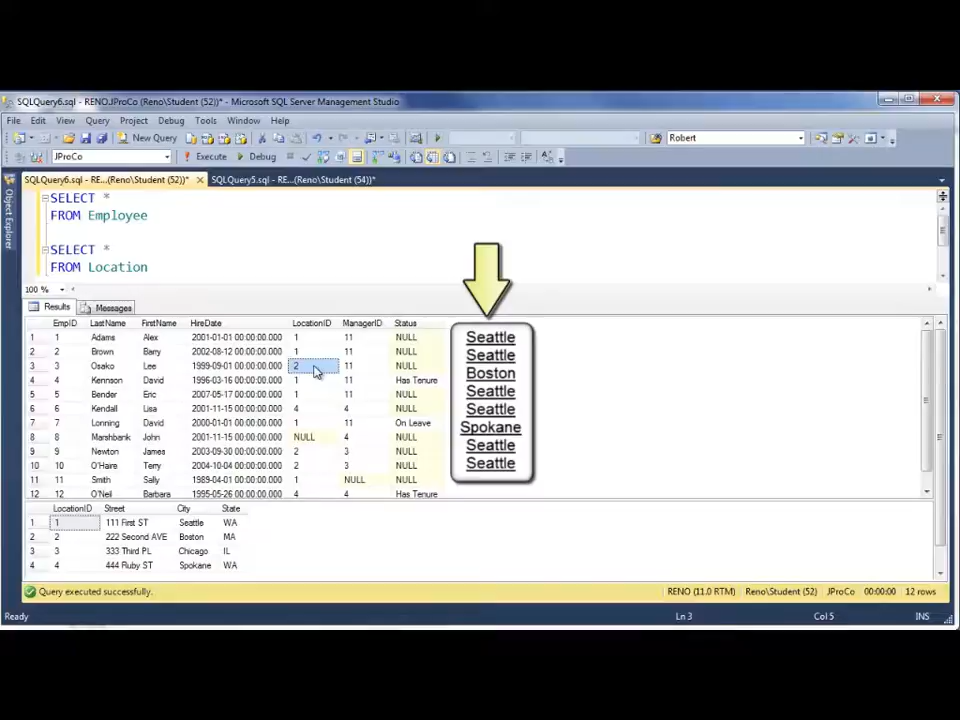 SQLQuery6.sql - RENO.JProCo (Reno\Student (52))* - Microsoft SQL Server Management Studio
File Edit View Query Project Debug Tools Window Help
New Query Robert
JProCo Execute Debug
SQLQuery6.sql - RE...(Reno\Student (52))* SQLQuery5.sql - RE...(Reno\Student (54))*
Object Explorer
SELECT *
FROM Employee
SELECT *
FROM Location
100 %
Results Messages
EmpID LastName FirstName HireDate LocationID ManagerID Status
1 1 Adams Alex 2001-01-01 00:00:00.000 1 11 NULL
2 2 Brown Barry 2002-08-12 00:00:00.000 1 11 NULL
3 3 Osako Lee 1999-09-01 00:00:00.000 2 11 NULL
4 4 Kennson David 1996-03-16 00:00:00.000 1 11 Has Tenure
5 5 Bender Eric 2007-05-17 00:00:00.000 1 11 NULL
6 6 Kendall Lisa 2001-11-15 00:00:00.000 4 4 NULL
7 7 Lonning David 2000-01-01 00:00:00.000 1 11 On Leave
8 8 Marshbank John 2001-11-15 00:00:00.000 NULL 4 NULL
9 9 Newton James 2003-09-30 00:00:00.000 2 3 NULL
10 10 O'Haire Terry 2004-10-04 00:00:00.000 2 3 NULL
11 11 Smith Sally 1989-04-01 00:00:00.000 1 NULL NULL
12 12 O'Neil Barbara 1995-05-26 00:00:00.000 4 4 Has Tenure
Seattle
Seattle
Boston
Seattle
Seattle
Spokane
Seattle
Seattle
LocationID Street City State
1 1 111 First ST Seattle WA
2 2 222 Second AVE Boston MA
3 3 333 Third PL Chicago IL
4 4 444 Ruby ST Spokane WA
Query executed successfully. RENO (11.0 RTM) Reno\Student (52) JProCo 00:00:00 12 rows
Ready Ln 3 Col 5 INS